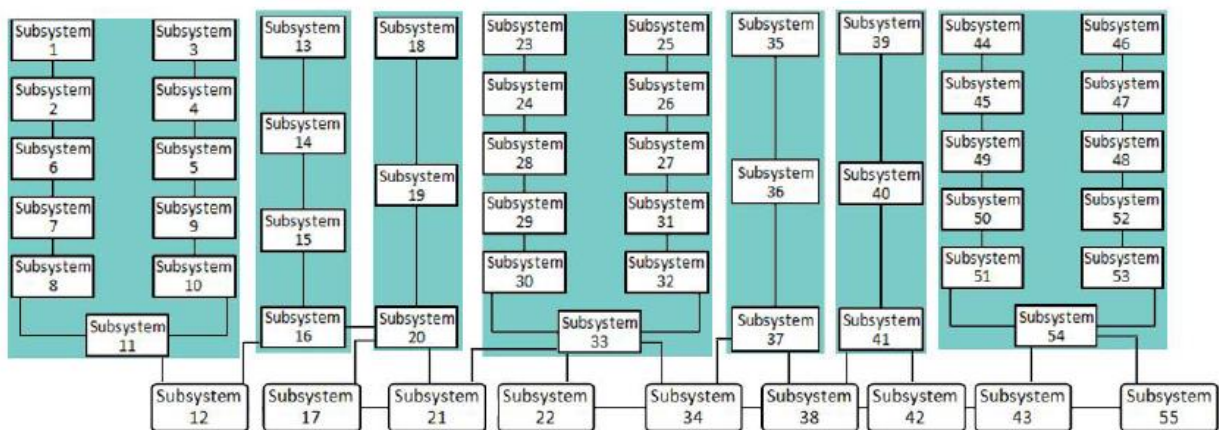 Subsystem
1
Subsystem
3
Subsystem
13
Subsystem
18
Subsystem
23
Subsystem
25
Subsystem
35
Subsystem
39
Subsystem
44
Subsystem
46
Subsystem
2
Subsystem
4
Subsystem
14
Subsystem
24
Subsystem
26
Subsystem
45
Subsystem
47
Subsystem
6
Subsystem
5
Subsystem
19
Subsystem
28
Subsystem
27
Subsystem
36
Subsystem
40
Subsystem
49
Subsystem
48
Subsystem
7
Subsystem
9
Subsystem
15
Subsystem
29
Subsystem
31
Subsystem
50
Subsystem
52
Subsystem
8
Subsystem
10
Subsystem
30
Subsystem
32
Subsystem
51
Subsystem
53
Subsystem
11
Subsystem
16
Subsystem
20
Subsystem
33
Subsystem
37
Subsystem
41
Subsystem
54
Subsystem
12
Subsystem
17
Subsystem
21
Subsystem
22
Subsystem
34
Subsystem
38
Subsystem
42
Subsystem
43
Subsystem
55